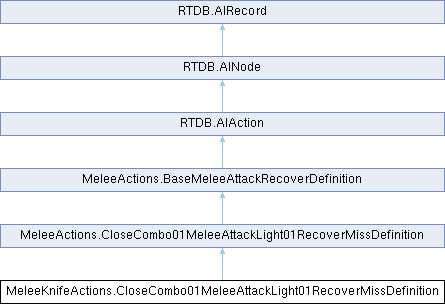 RTDB.AIRecord
RTDB.AINode
RTDB.AIAction
MeleeActions.BaseMeleeAttackRecoverDefinition
MeleeActions.CloseCombo01MeleeAttackLight01RecoverMissDefinition
MeleeKnifeActions.CloseCombo01MeleeAttackLight01RecoverMissDefinition